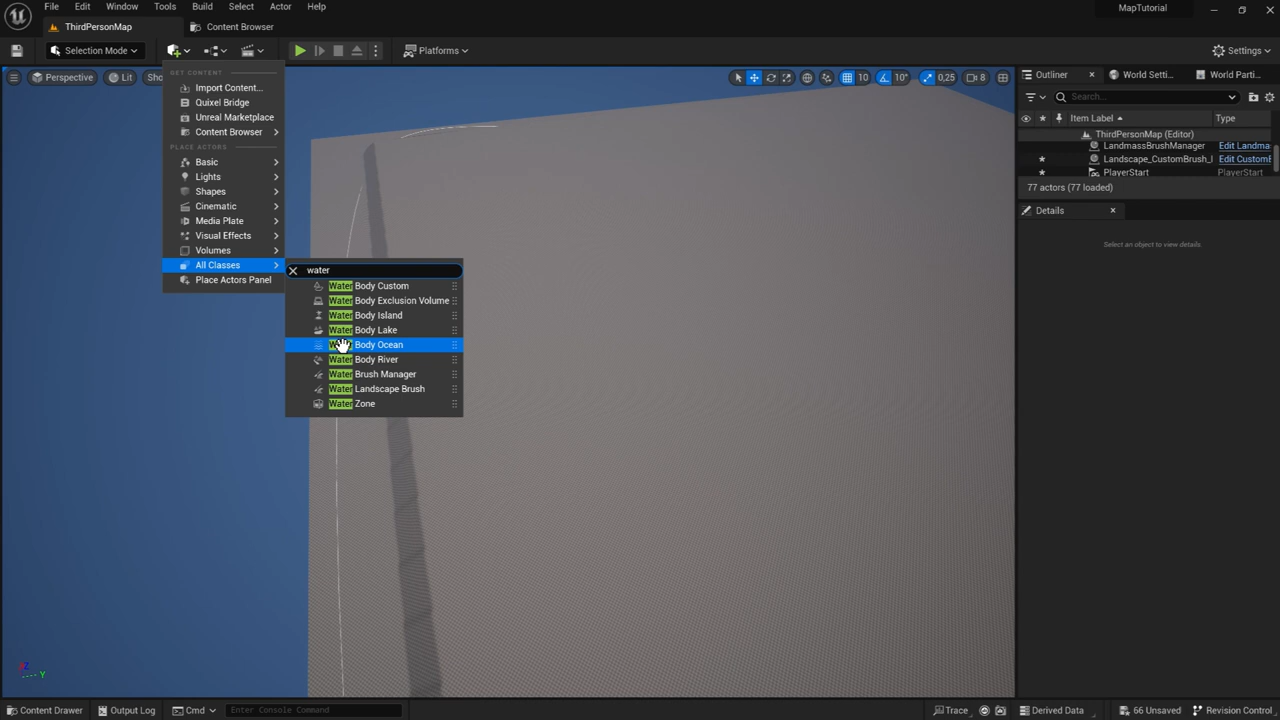 File Edit Window Tools Build Select Actor Help
MapTutorial
ThirdPersonMap
Content Browser
Selection Mode
Platforms
Settings
Perspective
Lit
Sho
10
10°
0,25
8
GET CONTENT
Import Content...
Quixel Bridge
Unreal Marketplace
Content Browser
PLACE ACTORS
Basic
Lights
Shapes
Cinematic
Media Plate
Visual Effects
Volumes
All Classes
Place Actors Panel
water
Water Body Custom
Water Body Exclusion Volume
Water Body Island
Water Body Lake
Body Ocean
Water Body River
Water Brush Manager
Water Landscape Brush
Water Zone
Outliner
World Setti...
World Parti...
Search...
Item Label
Type
ThirdPersonMap (Editor)
LandmassBrushManager Edit Landma
Landscape_CustomBrush_ Edit CustomE
PlayerStart PlayerStart
77 actors (77 loaded)
Details
Select an object to view details.
Z
Y
Content Drawer
Output Log
Cmd
Enter Console Command
Trace
Derived Data
66 Unsaved
Revision Control